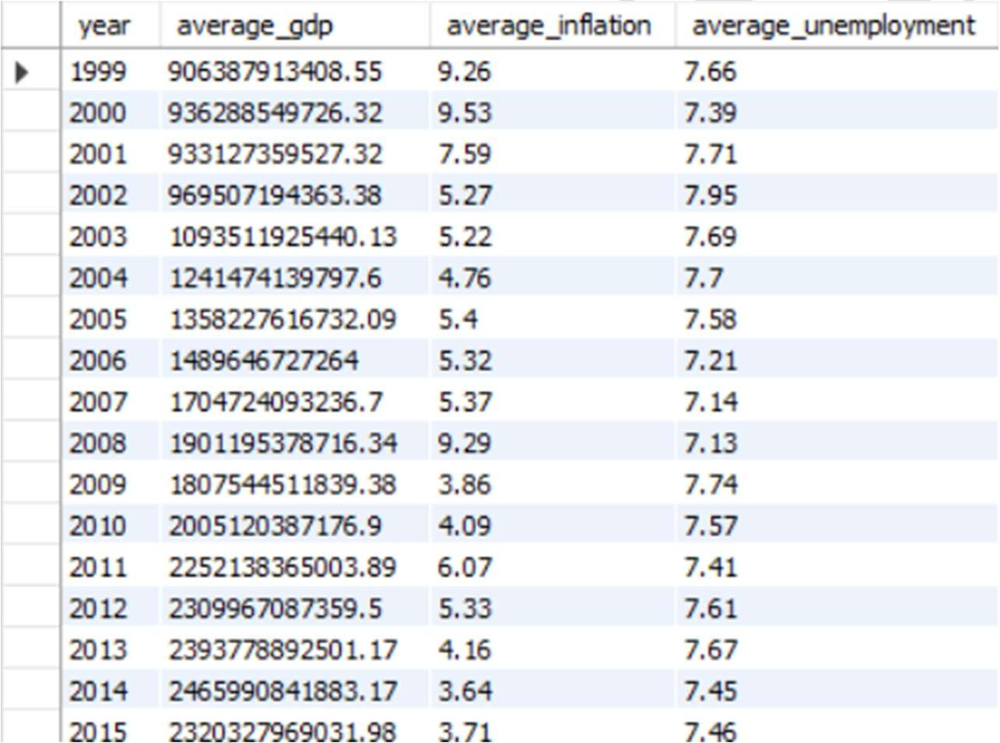 year average_gdp average_inflation average_unemployment
1999 906387913408.55 9.26 7.66
2000 936288549726.32 9.53 7.39
2001 933127359527.32 7.59 7.71
2002 969507194363.38 5.27 7.95
2003 1093511925440.13 5.22 7.69
2004 1241474139797.6 4.76 7.7
2005 1358227616732.09 5.4 7.58
2006 1489646727264 5.32 7.21
2007 1704724093236.7 5.37 7.14
2008 1901195378716.34 9.29 7.13
2009 1807544511839.38 3.86 7.74
2010 2005120387176.9 4.09 7.57
2011 2252138365003.89 6.07 7.41
2012 2309967087359.5 5.33 7.61
2013 2393778892501.17 4.16 7.67
2014 2465990841883.17 3.64 7.45
2015 2320327969031.98 3.71 7.46